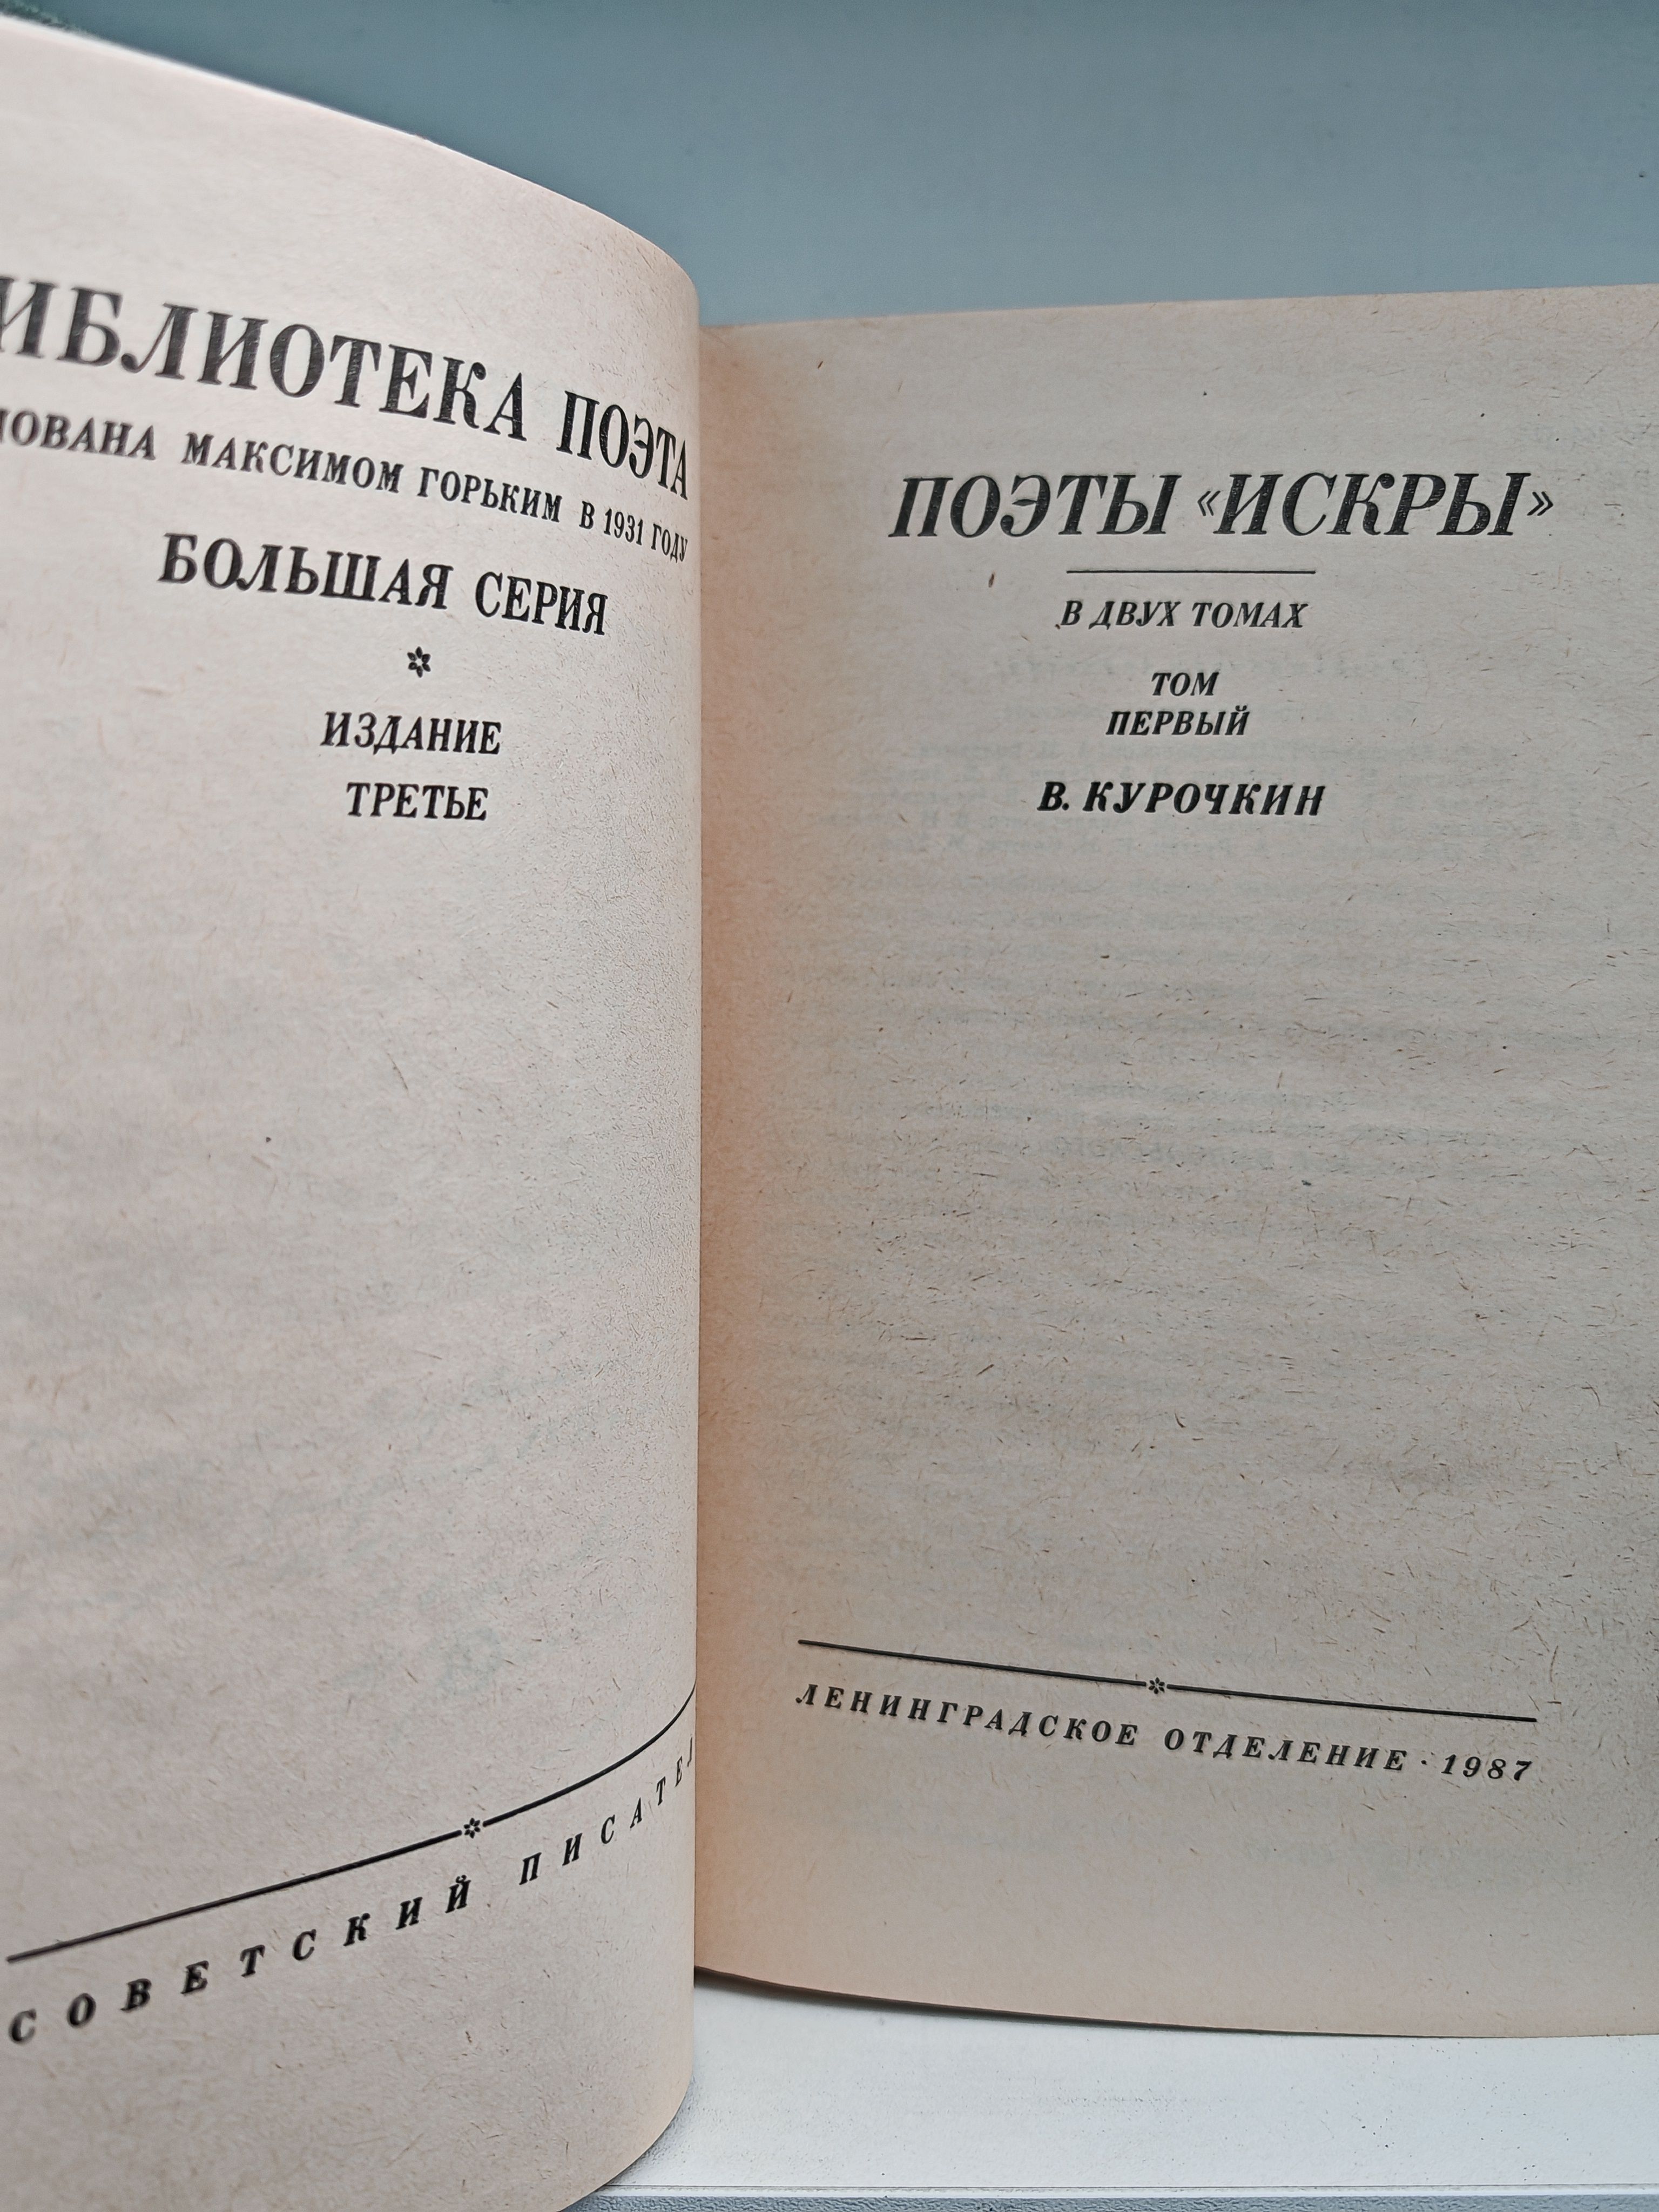 ИБЛИОТЕКА ПОЭТА
НОВАНА МАКСИМОМ ГОРЬКИМ В 1931 ГОДУ
БОЛЬШАЯ СЕРИЯ
ИЗДАНИЕ
ТРЕТЬЕ
СОВЕТСКИЙ ПИСАТЕЛ
ПОЭТЫ «ИСКРЫ»
В ДВУХ ТОМАХ
ТОМ
ПЕРВЫЙ
В. КУРОЧКИН
ЛЕНИНГРАДСКОЕ ОТДЕЛЕНИЕ · 1987